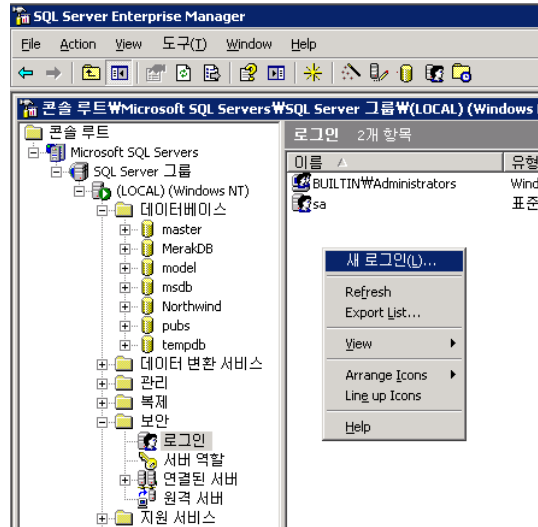 SQL Server Enterprise Manager
File Action View 도구(T) Window Help
콘솔 루트₩Microsoft SQL Servers₩SQL Server 그룹₩(LOCAL) (Windows
콘솔 루트
Microsoft SQL Servers
SQL Server 그룹
(LOCAL) (Windows NT)
데이터베이스
master
MerakDB
model
msdb
Northwind
pubs
tempdb
데이터 변환 서비스
관리
복제
보안
로그인
서버 역할
연결된 서버
원격 서버
지원 서비스
로그인 2개 항목
이름 유형
BUILTIN₩Administrators Wind
sa 표준
새 로그인(L)...
Refresh
Export List...
View
Arrange Icons
Line up Icons
Help